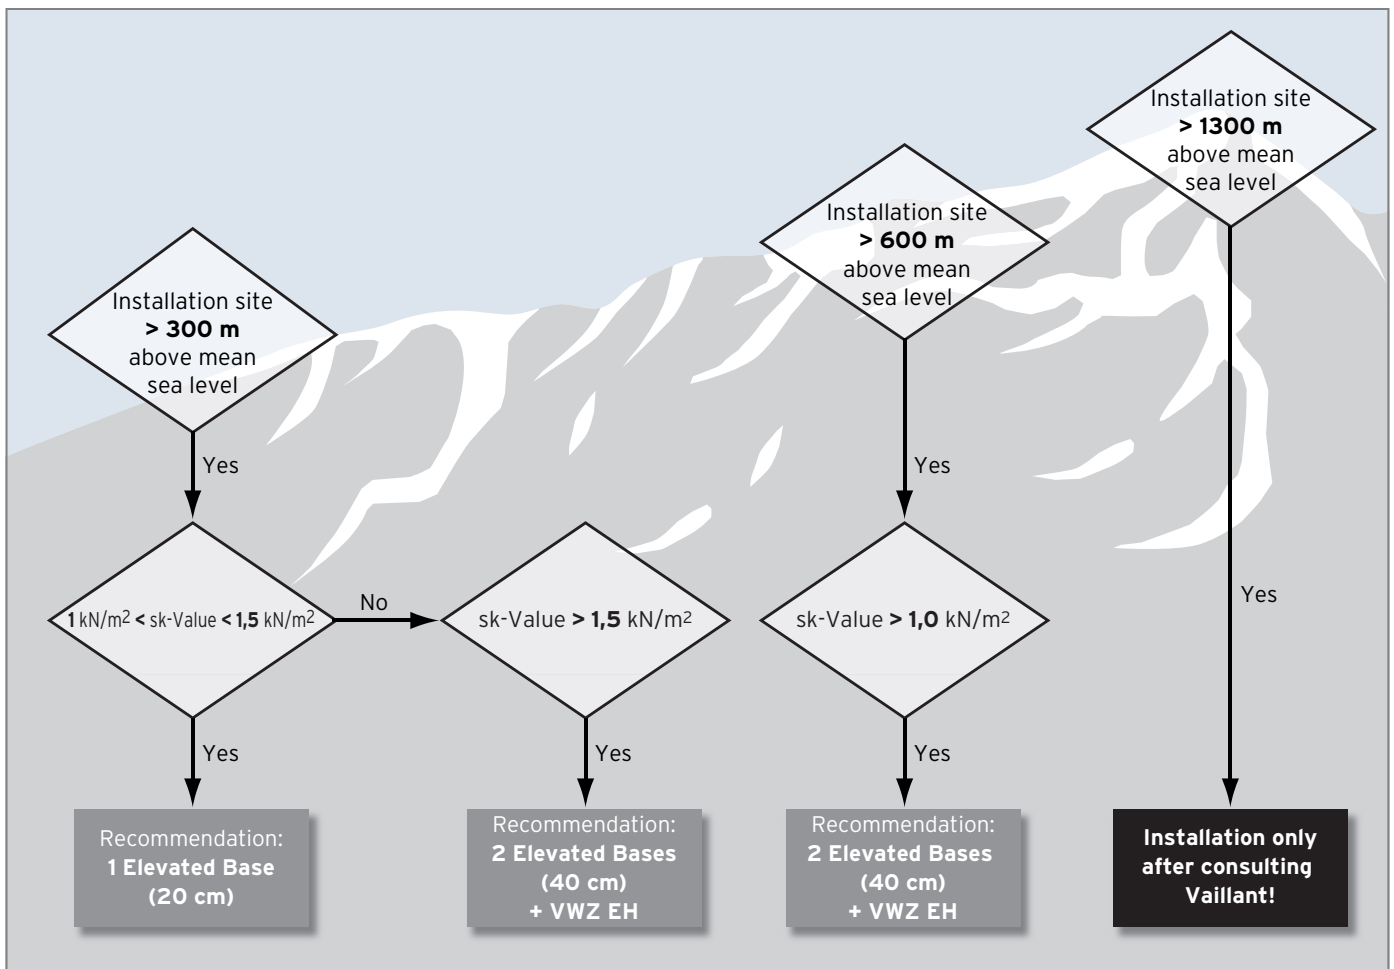 Installation site
> 300 m
above mean
sea level
Yes
1 kN/m² < sk-Value < 1,5 kN/m²
No
Yes
Recommendation:
1 Elevated Base
(20 cm)
sk-Value > 1,5 kN/m²
Yes
Recommendation:
2 Elevated Bases
(40 cm)
+ VWZ EH
Installation site
> 600 m
above mean
sea level
Yes
sk-Value > 1,0 kN/m²
Yes
Recommendation:
2 Elevated Bases
(40 cm)
+ VWZ EH
Installation site
> 1300 m
above mean
sea level
Yes
Installation only
after consulting
Vaillant!